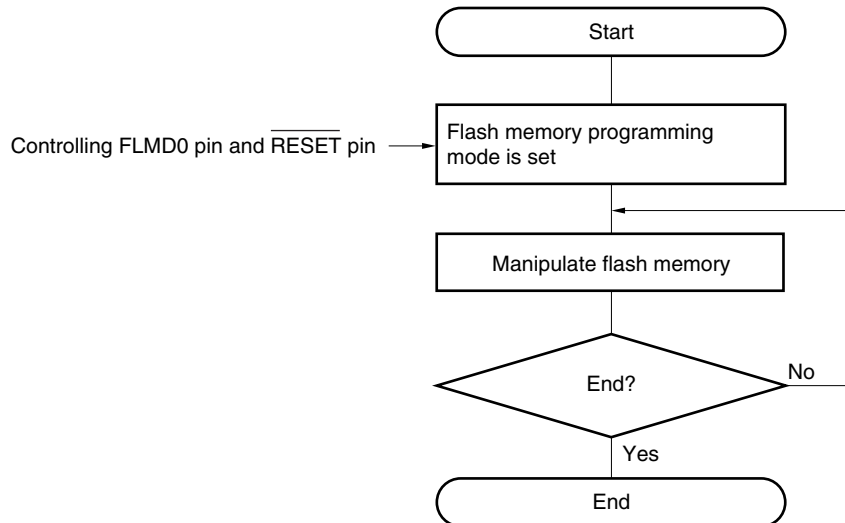 Start
Controlling FLMD0 pin and R̅E̅S̅E̅T̅ pin
Flash memory programming
mode is set
Manipulate flash memory
End?
No
Yes
End